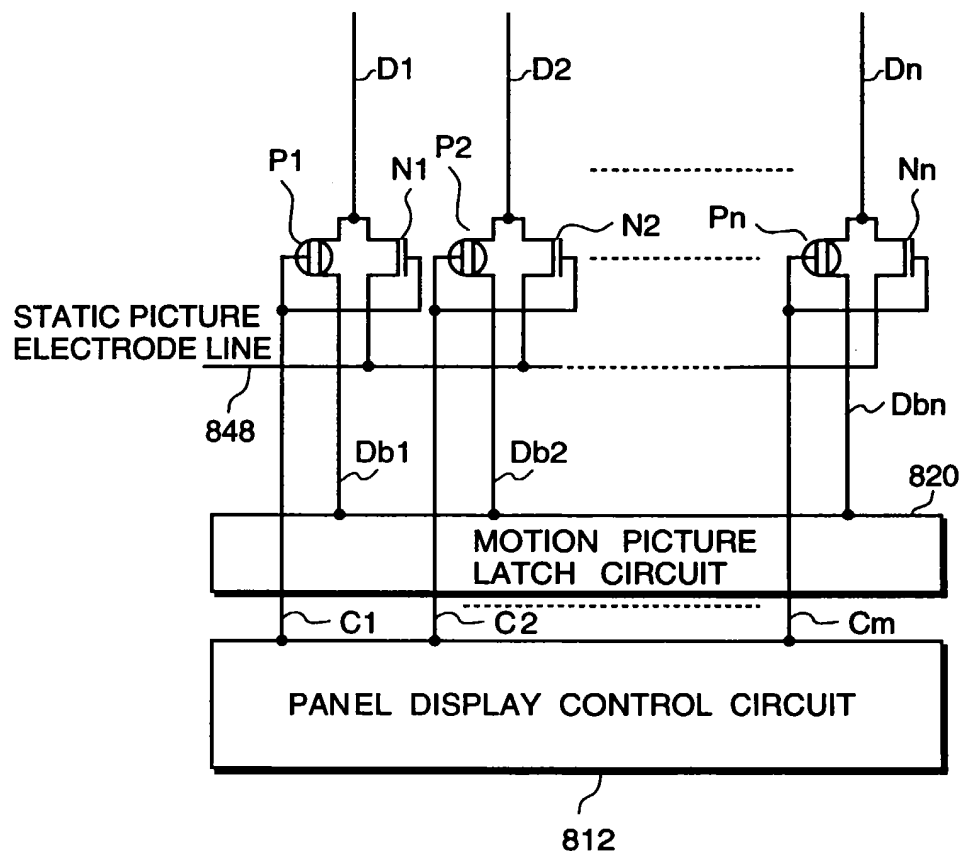 D1
D2
Dn
P1
N1
P2
N2
Pn
Nn
STATIC PICTURE
ELECTRODE LINE
848
Db1
Db2
Dbn
820
MOTION PICTURE
LATCH CIRCUIT
C1
C2
Cm
PANEL DISPLAY CONTROL CIRCUIT
812